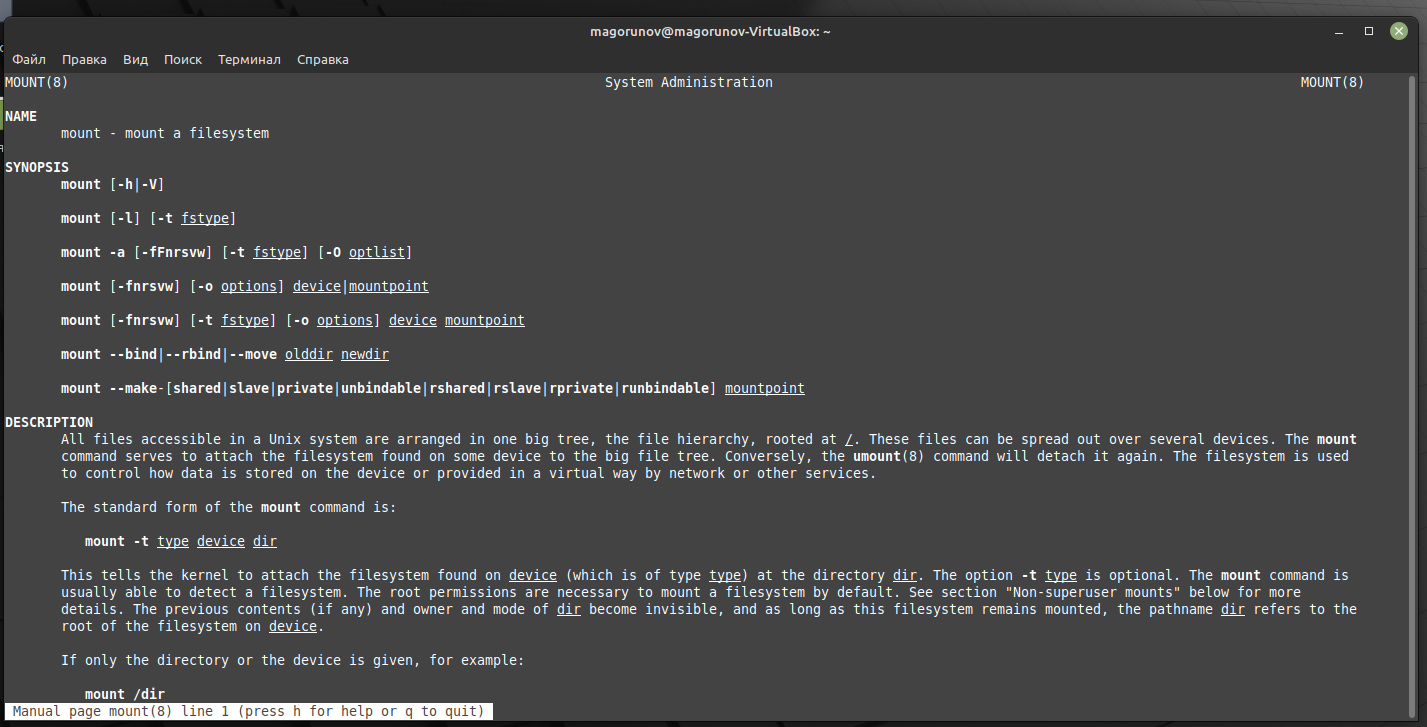 magorunov@magorunov-VirtualBox: ~
Файл Правка Вид Поиск Терминал Справка
MOUNT(8) System Administration MOUNT(8)
NAME
mount - mount a filesystem
SYNOPSIS
mount [-h|-V]
mount [-l] [-t fstype]
mount -a [-fFnrsvw] [-t fstype] [-O optlist]
mount [-fnrsvw] [-o options] device|mountpoint
mount [-fnrsvw] [-t fstype] [-o options] device mountpoint
mount --bind|--rbind|--move olddir newdir
mount --make-[shared|slave|private|unbindable|rshared|rslave|rprivate|runbindable] mountpoint
DESCRIPTION
All files accessible in a Unix system are arranged in one big tree, the file hierarchy, rooted at /. These files can be spread out over several devices. The mount
command serves to attach the filesystem found on some device to the big file tree. Conversely, the umount(8) command will detach it again. The filesystem is used
to control how data is stored on the device or provided in a virtual way by network or other services.
The standard form of the mount command is:
mount -t type device dir
This tells the kernel to attach the filesystem found on device (which is of type type) at the directory dir. The option -t type is optional. The mount command is
usually able to detect a filesystem. The root permissions are necessary to mount a filesystem by default. See section "Non-superuser mounts" below for more
details. The previous contents (if any) and owner and mode of dir become invisible, and as long as this filesystem remains mounted, the pathname dir refers to the
root of the filesystem on device.
If only the directory or the device is given, for example:
mount /dir
Manual page mount(8) line 1 (press h for help or q to quit)